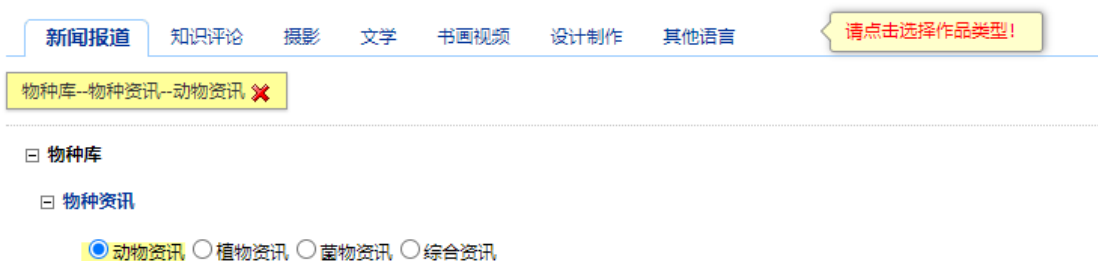 新闻报道 知识评论 摄影 文学 书画视频 设计制作 其他语言 请点击选择作品类型!
物种库--物种资讯--动物资讯
物种库
物种资讯
动物资讯 植物资讯 菌物资讯 综合资讯